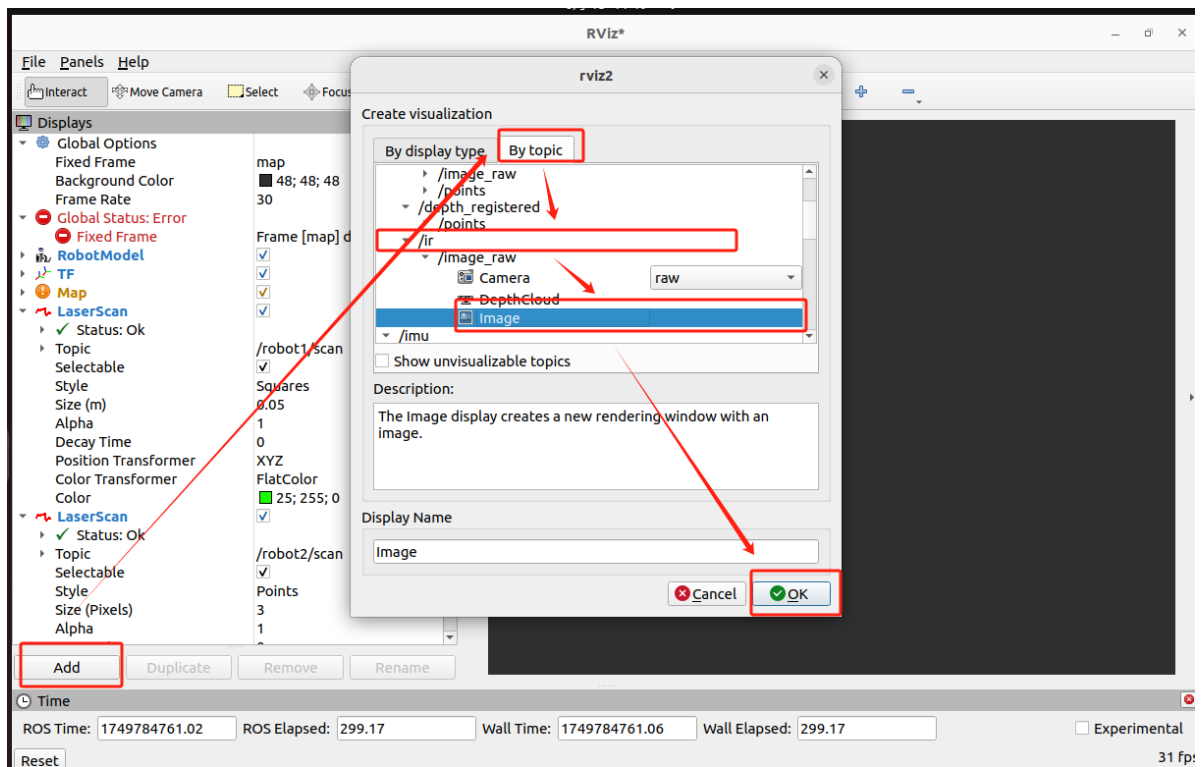 RViz*
File Panels Help
Interact Move Camera Select Focus
Displays
Global Options
Fixed Frame map
Background Color 48; 48; 48
Frame Rate 30
Global Status: Error
Fixed Frame Frame [map] d
RobotModel
TF
Map
LaserScan
Status: Ok
Topic /robot1/scan
Selectable
Style Squares
Size (m) 0.05
Alpha 1
Decay Time 0
Position Transformer XYZ
Color Transformer FlatColor
Color 25; 255; 0
LaserScan
Status: Ok
Topic /robot2/scan
Selectable
Style Points
Size (Pixels) 3
Alpha 1
Add Duplicate Remove Rename
rviz2
Create visualization
By display type By topic
/image_raw
/points
/depth_registered
/points
/ir
/image_raw
Camera raw
DepthCloud
Image
/imu
Show unvisualizable topics
Description:
The Image display creates a new rendering window with an
image.
Display Name
Image
Cancel OK
Time
ROS Time: 1749784761.02 ROS Elapsed: 299.17 Wall Time: 1749784761.06 Wall Elapsed: 299.17 Experimental
Reset 31 fps